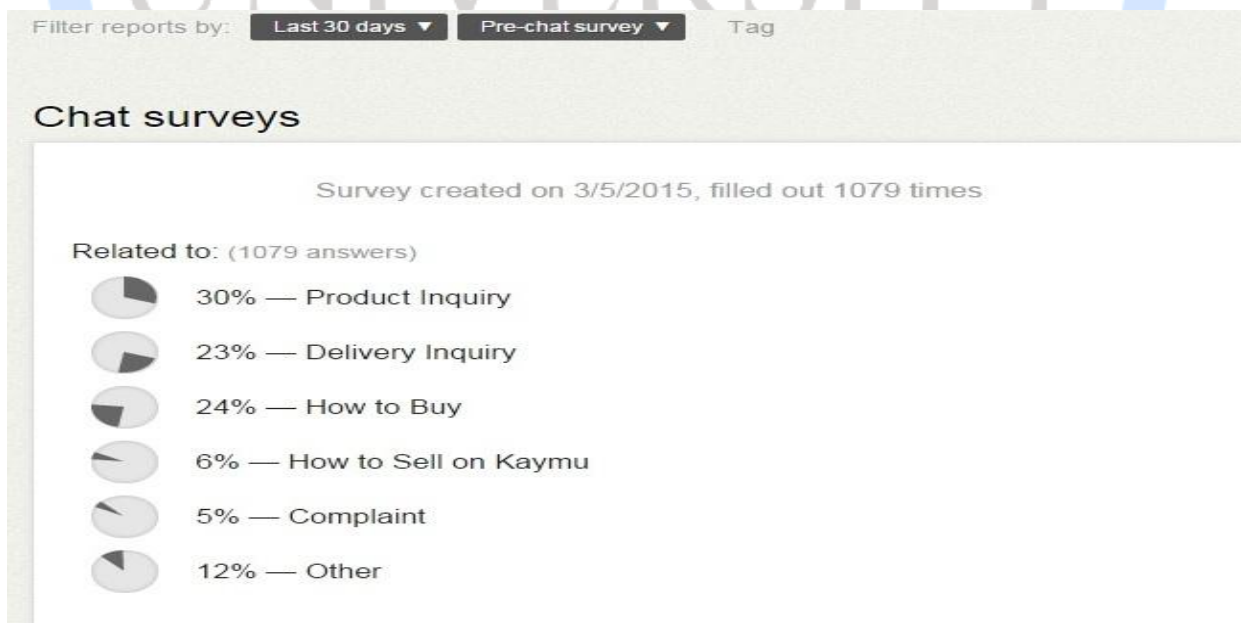 UNIVERSITY
Filter reports by: Last 30 days ▼ Pre-chat survey ▼ Tag
Chat surveys
Survey created on 3/5/2015, filled out 1079 times
Related to: (1079 answers)
30% — Product Inquiry
23% — Delivery Inquiry
24% — How to Buy
6% — How to Sell on Kaymu
5% — Complaint
12% — Other